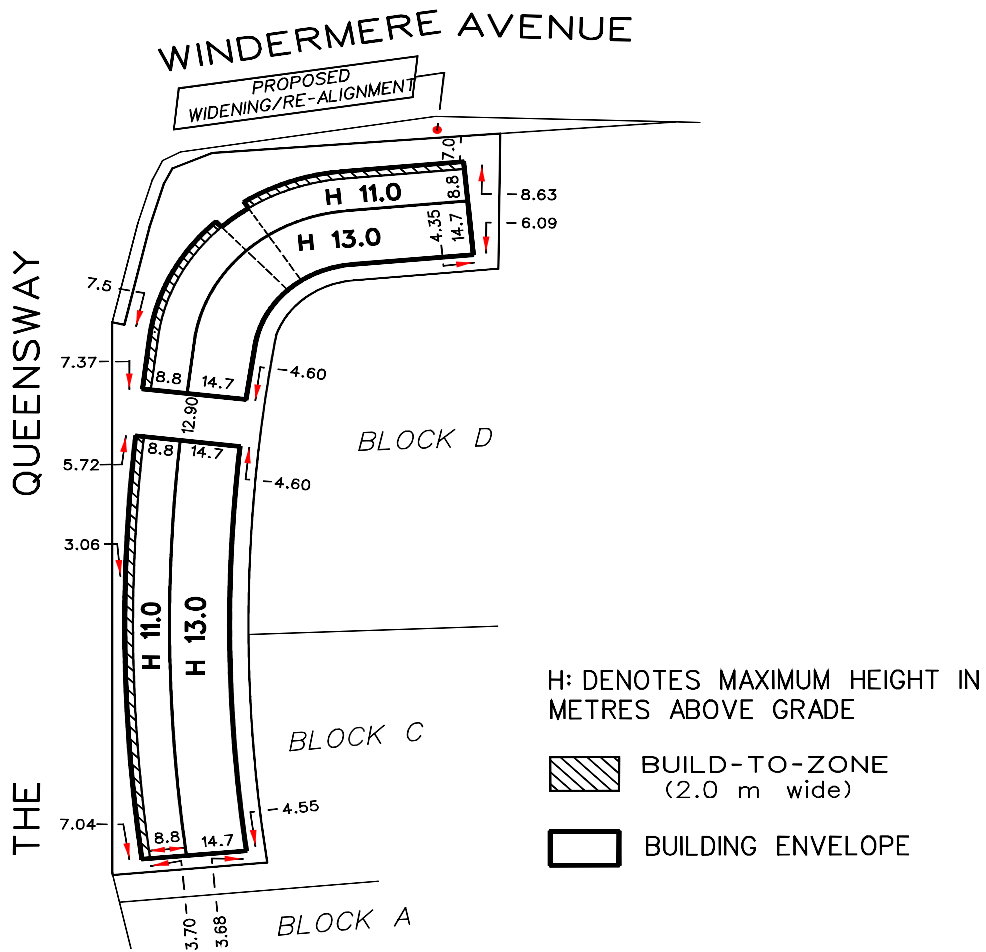 WINDERMERE AVENUE
PROPOSED
WIDENING/RE-ALIGNMENT
7.0
H 11.0
8.8
8.63
H 13.0
4.35
14.7
6.09
THE QUEENSWAY
7.5
7.37
8.8
14.7
4.60
12.90
BLOCK D
8.8
14.7
5.72
4.60
3.06
H 11.0
H 13.0
H: DENOTES MAXIMUM HEIGHT IN
METRES ABOVE GRADE
BLOCK C
BUILD-TO-ZONE
(2.0 m wide)
4.55
7.04
8.8
14.7
BUILDING ENVELOPE
3.70
3.68
BLOCK A